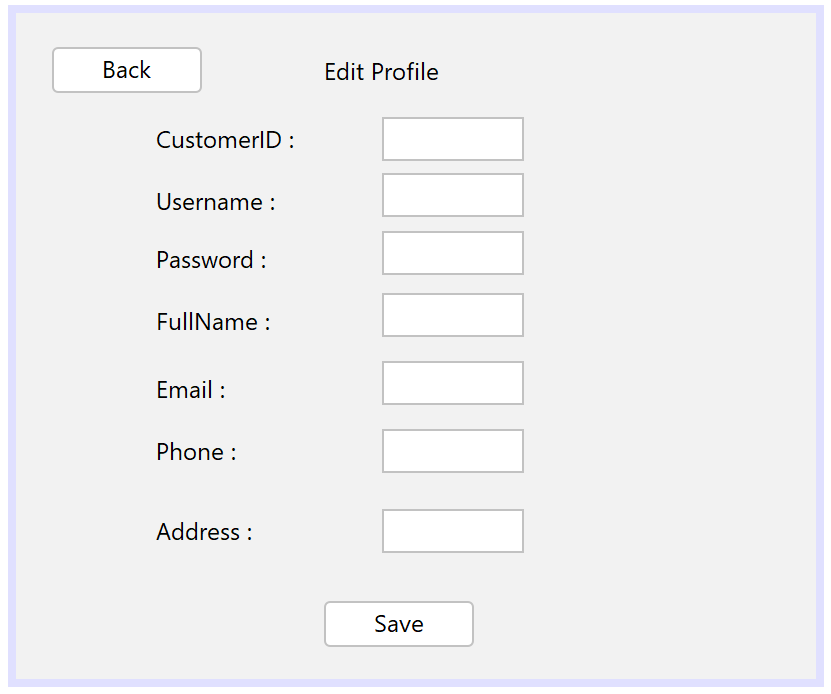 Back
Edit Profile
CustomerID :
Username :
Password :
FullName :
Email :
Phone :
Address :
Save